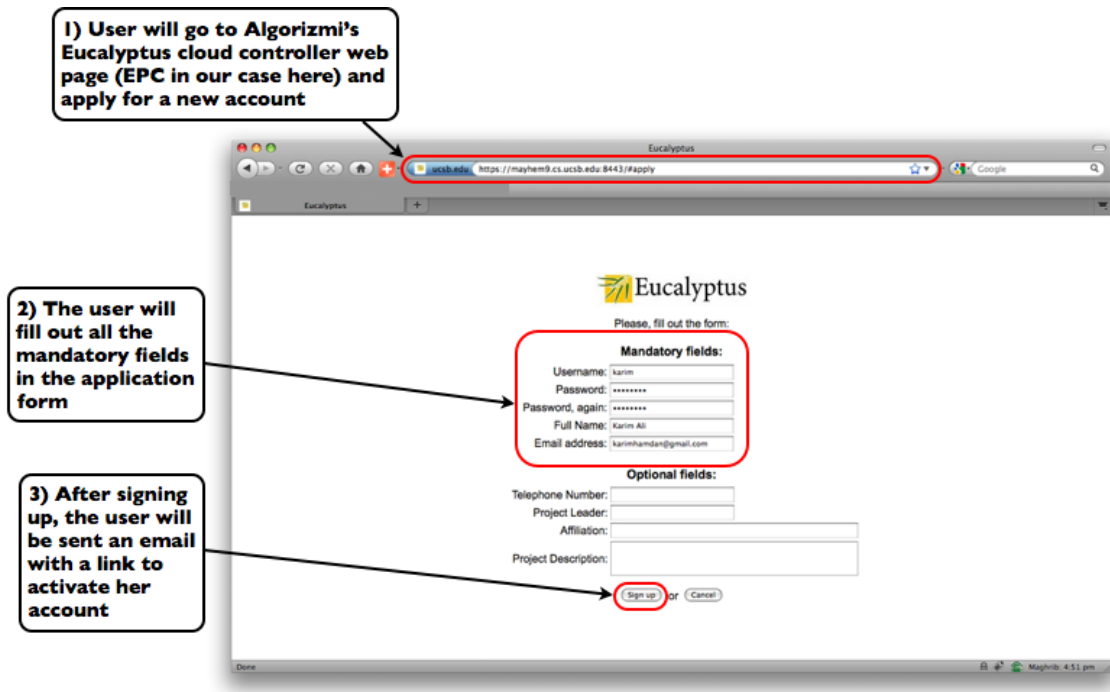 1) User will go to Algorizmi's
Eucalyptus cloud controller web
page (EPC in our case here) and
apply for a new account
Eucalyptus
ucsb.edu https://mayhem9.cs.ucsb.edu:8443/#apply
Google
Eucalyptus
+
Eucalyptus
Please, fill out the form:
2) The user will
fill out all the
mandatory fields
in the application
form
Mandatory fields:
Username: karim
Password: ••••••••
Password, again: ••••••••
Full Name: Karim Ali
Email address: karimhamdan@gmail.com
3) After signing
up, the user will
be sent an email
with a link to
activate her
account
Optional fields:
Telephone Number:
Project Leader:
Affiliation:
Project Description:
Sign up or Cancel
Done
Maghrib: 4:51 pm